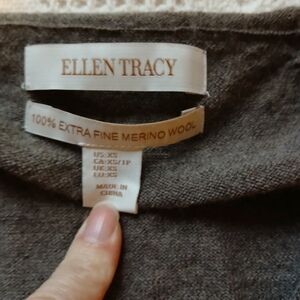 ELLEN TRACY
100% EXTRA FINE MERINO WOOL
US-XS
CA-XS/TP
UK-XS
EU-XS
MADE IN
CHINA